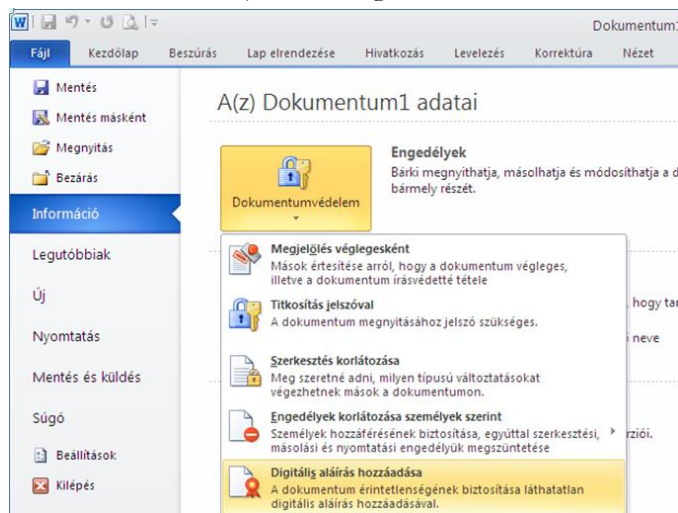 Dokumentum1
Fájl Kezdőlap Beszúrás Lap elrendezése Hivatkozás Levelezés Korrektúra Nézet
Mentés
Mentés másként
Megnyitás
Bezárás
Információ
Legutóbbiak
Új
Nyomtatás
Mentés és küldés
Súgó
Beállítások
Kilépés
A(z) Dokumentum1 adatai
Dokumentumvédelem
Engedélyek
Bárki megnyithatja, másolhatja és módosíthatja a d
bármely részét.
Megjelölés véglegesként
Mások értesítése arról, hogy a dokumentum végleges,
illetve a dokumentum írásvédetté tétele
Titkosítás jelszóval
A dokumentum megnyitásához jelszó szükséges.
Szerkesztés korlátozása
Meg szeretné adni, milyen típusú változtatásokat
végezhetnek mások a dokumentumon.
Engedélyek korlátozása személyek szerint
Személyek hozzáférésének biztosítása, egyúttal szerkesztési,
másolási és nyomtatási engedélyük megszüntetése
Digitális aláírás hozzáadása
A dokumentum érintetlenségének biztosítása láthatatlan
digitális aláírás hozzáadásával.
, hogy tar
neve
rziói.